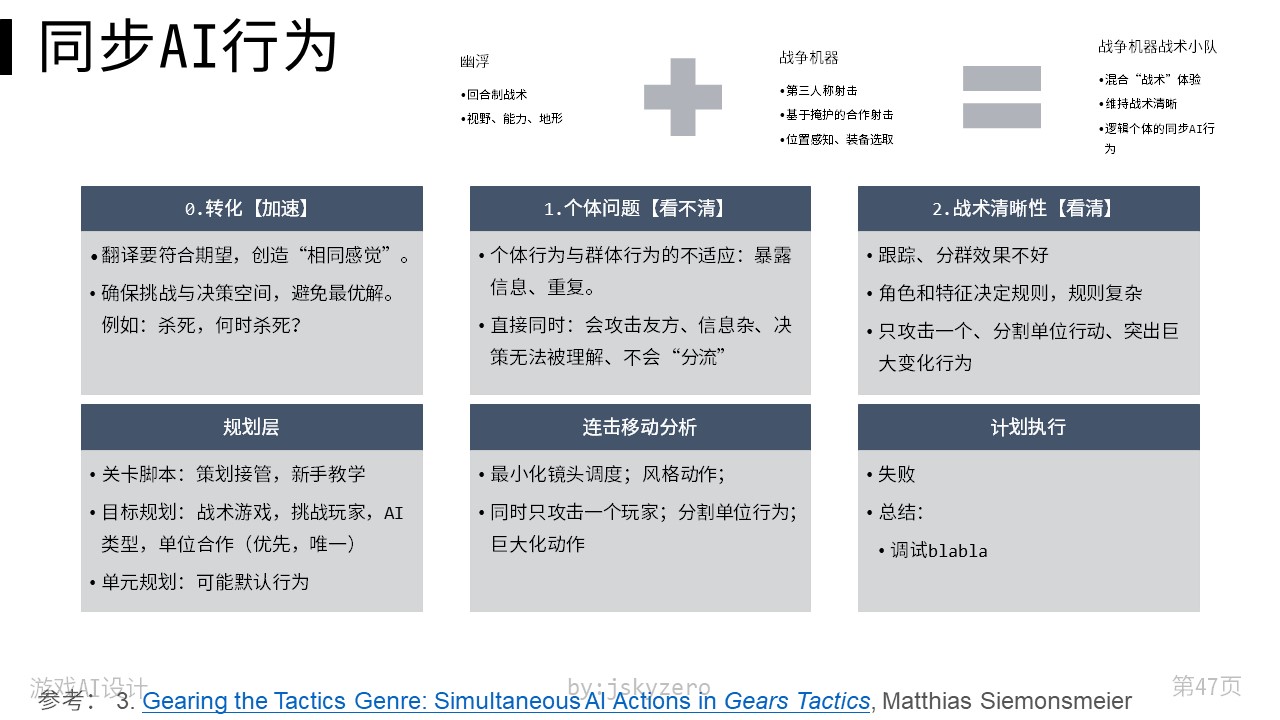 同步AI行为
幽浮
•回合制战术
•视野、能力、地形
战争机器
•第三人称射击
•基于掩护的合作射击
•位置感知、装备选取
战争机器战术小队
•混合“战术”体验
•维持战术清晰
•逻辑个体的同步AI行
为
0.转化【加速】
•翻译要符合期望，创造“相同感觉”。
•确保挑战与决策空间，避免最优解。
例如：杀死，何时杀死？
1.个体问题【看不清】
•个体行为与群体行为的不适应：暴露
信息、重复。
•直接同时：会攻击友方、信息杂、决
策无法被理解、不会“分流”
2.战术清晰性【看清】
•跟踪、分群效果不好
•角色和特征决定规则，规则复杂
•只攻击一个、分割单位行动、突出巨
大变化行为
规划层
•关卡脚本：策划接管，新手教学
•目标规划：战术游戏，挑战玩家，AI
类型，单位合作（优先，唯一）
•单元规划：可能默认行为
连击移动分析
•最小化镜头调度；风格动作；
•同时只攻击一个玩家；分割单位行为；
巨大化动作
计划执行
•失败
•总结：
•调试blabla
游戏AI设计
by:jskyzero
第47页
参考： 3. Gearing the Tactics Genre: Simultaneous AI Actions in Gears Tactics, Matthias Siemonsmeier